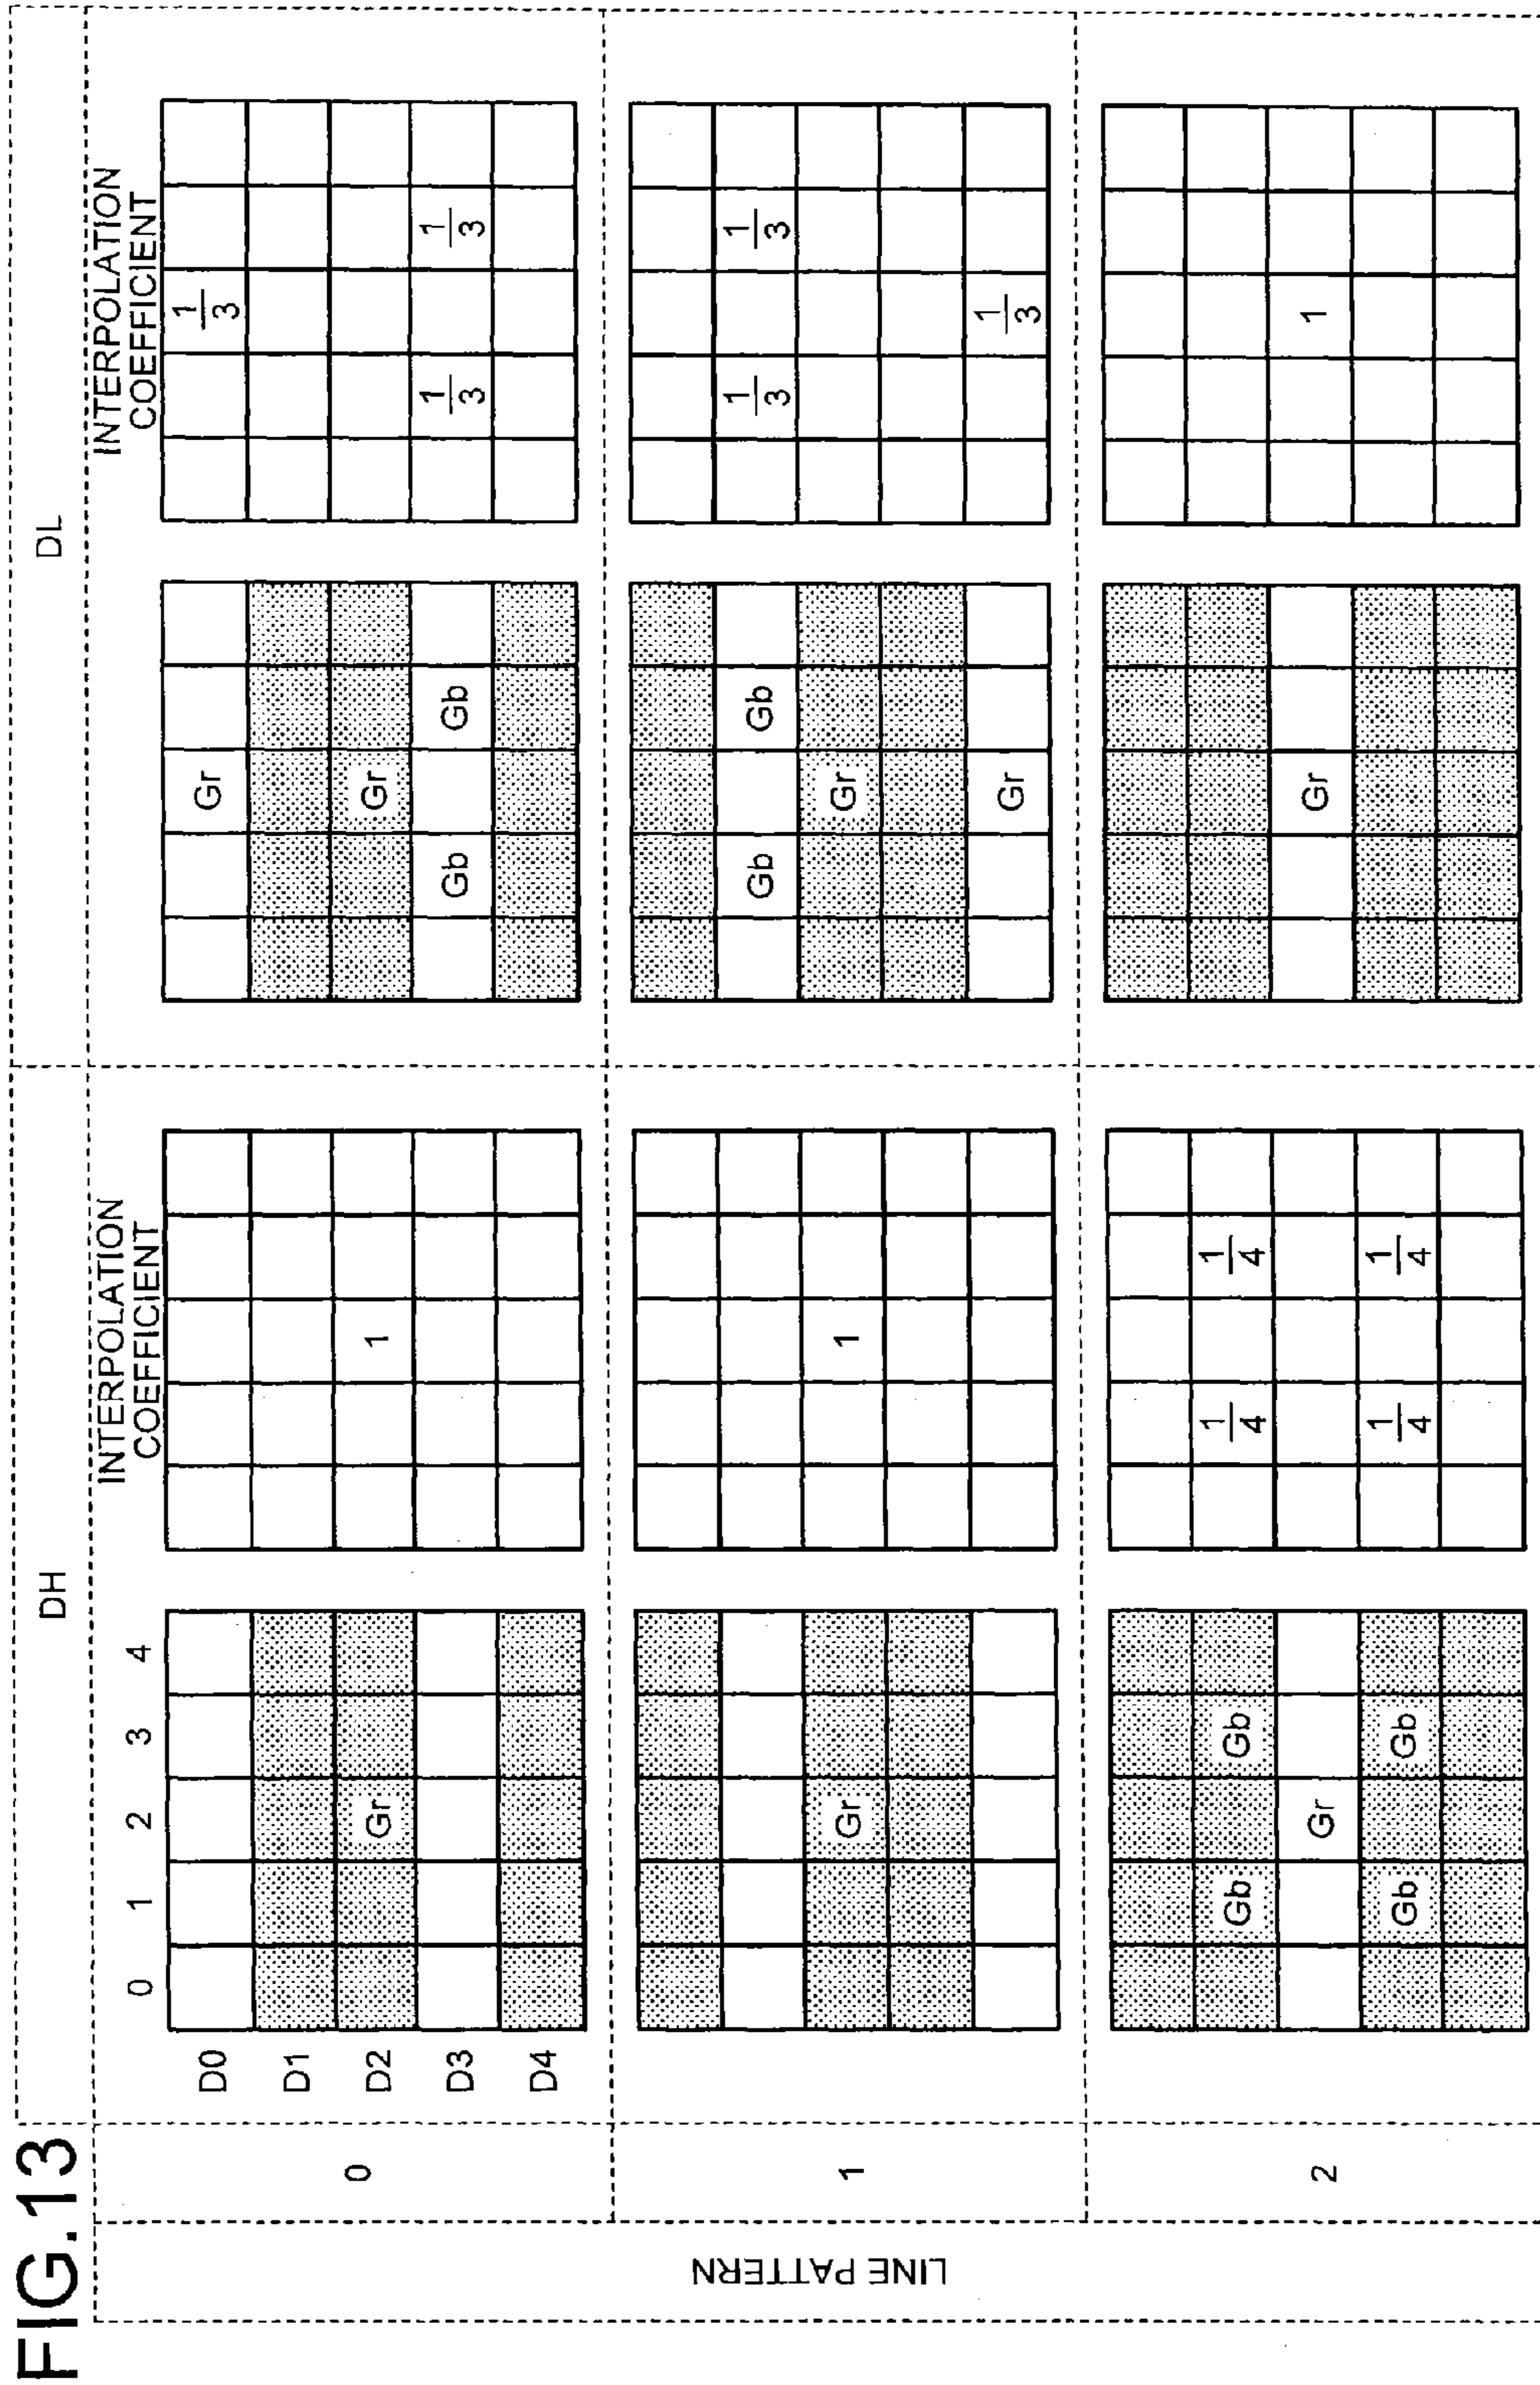 FIG.13
DH
DL
INTERPOLATION COEFFICIENT
INTERPOLATION COEFFICIENT
0 1 2 3 4
LINE PATTERN
0
D0 Gr 1/3
D1
D2 Gr 1 Gr
D3 Gb Gb 1/3 1/3
D4
1
Gb Gb 1/3 1/3
Gr 1 Gr
Gr 1/3
2
Gb Gb 1/4 1/4
Gr Gr 1
Gb Gb 1/4 1/4